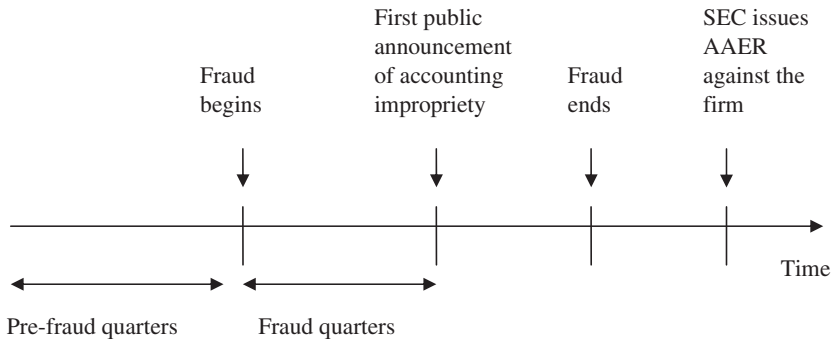 Fraud
begins
First public
announcement
of accounting
impropriety
Fraud
ends
SEC issues
AAER
against the
firm
Time
Pre-fraud quarters
Fraud quarters